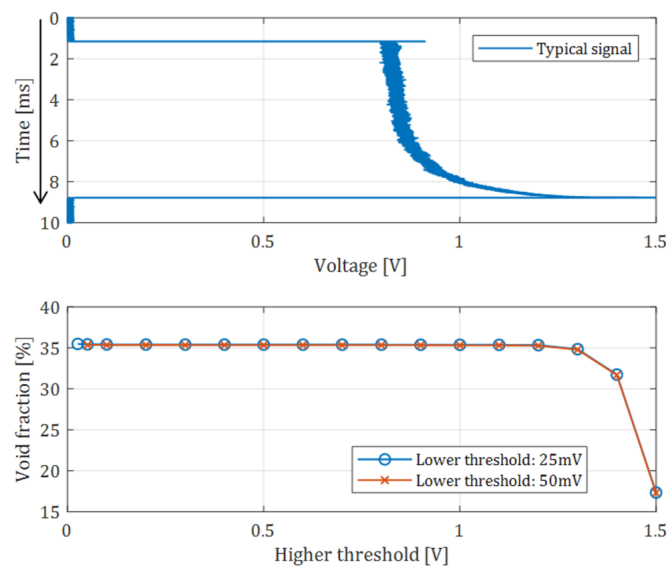 0
2
4
6
8
10
Time [ms]
Typical signal
0
0.5
1
1.5
Voltage [V]
40
35
30
25
20
15
Void fraction [%]
Lower threshold: 25mV
Lower threshold: 50mV
0
0.5
1
1.5
Higher threshold [V]